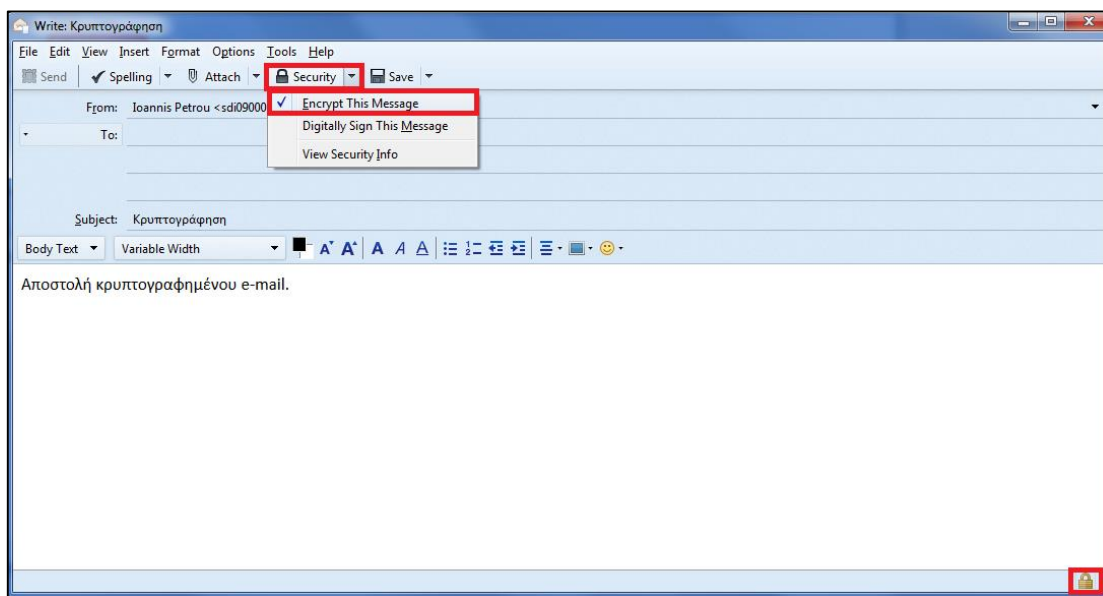 Write: Κρυπτογράφηση
File Edit View Insert Format Options Tools Help
Send Spelling Attach Security Save
From: Ioannis Petrou <sdi09000
✓ Encrypt This Message
Digitally Sign This Message
View Security Info
To:
Subject: Κρυπτογράφηση
Body Text Variable Width
Αποστολή κρυπτογραφημένου e-mail.